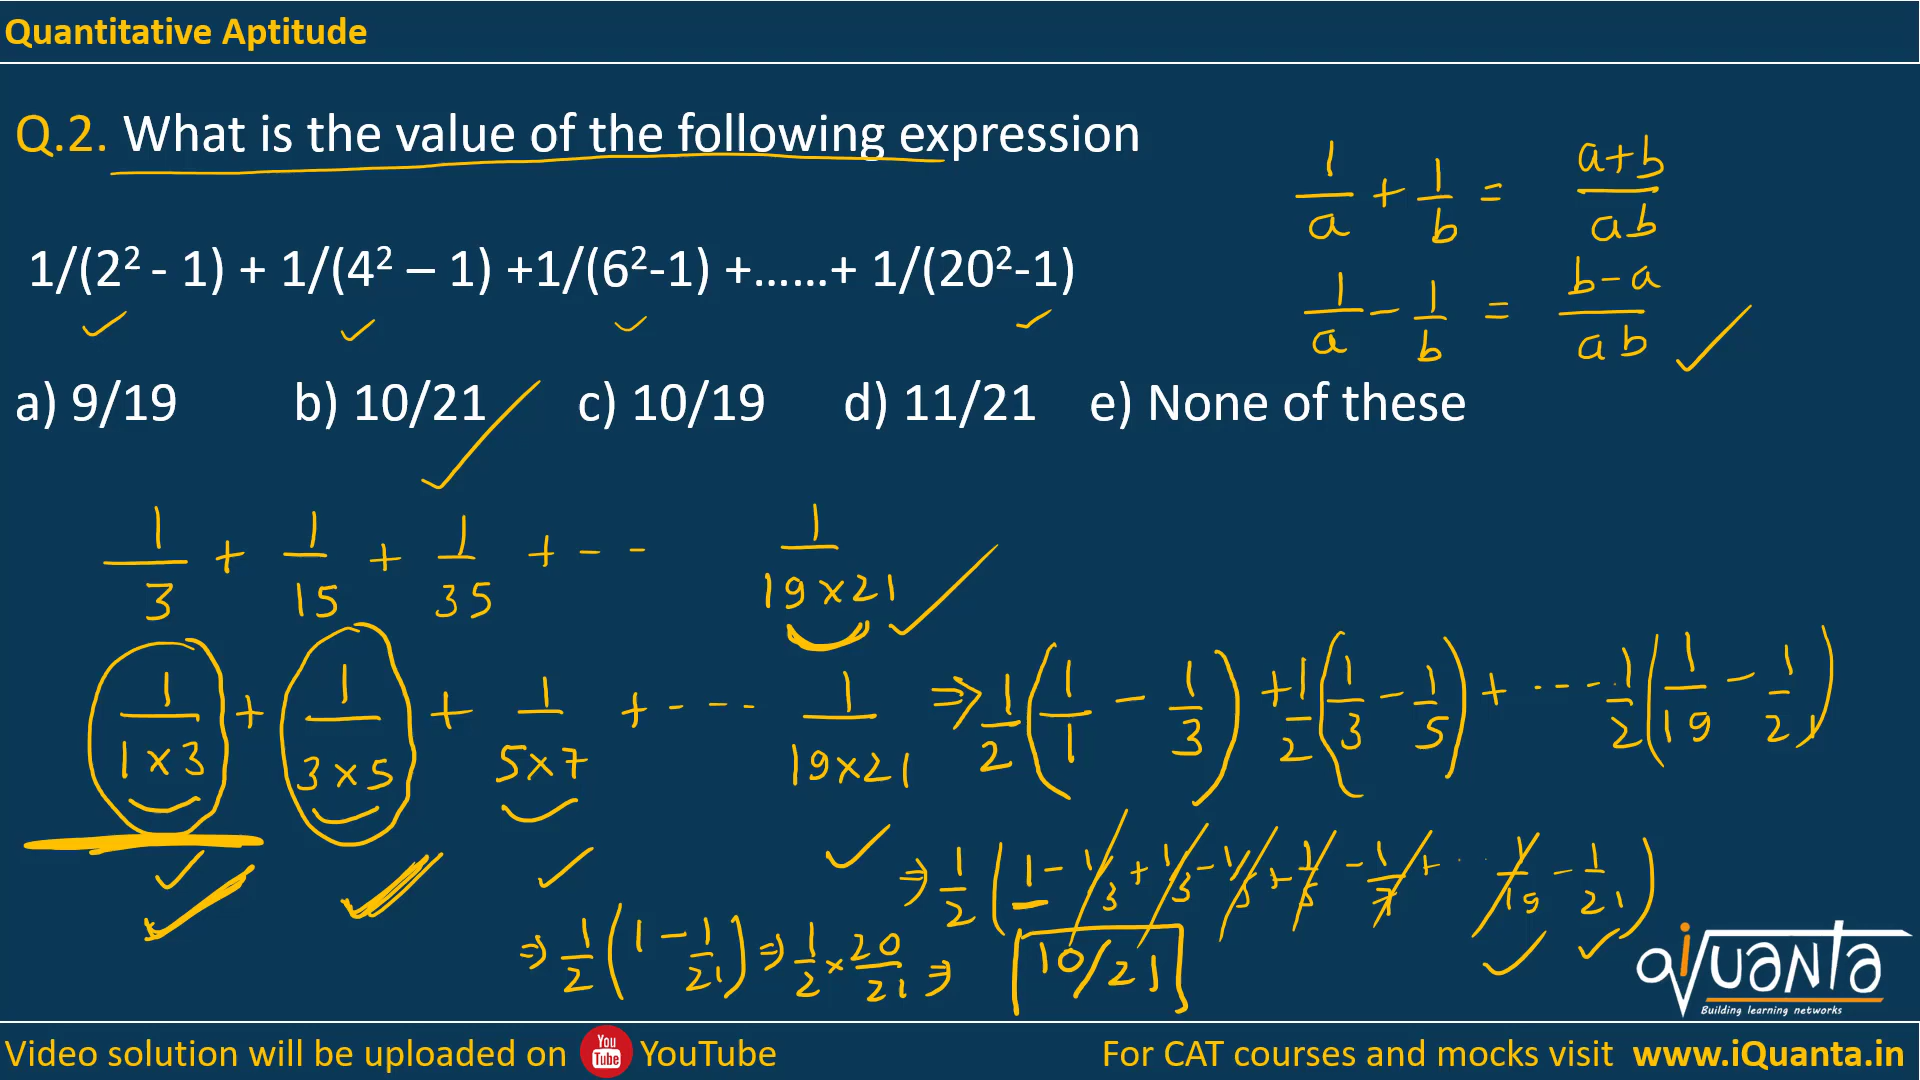 Quantitative Aptitude
Q.2. What is the value of the following expression
1/(2² - 1) + 1/(4² – 1) +1/(6²-1) +......+ 1/(20²-1)
1/a + 1/b = a+b/ab
1/a - 1/b = b-a/ab
a) 9/19 b) 10/21 c) 10/19 d) 11/21 e) None of these
1/3 + 1/15 + 1/35 + - - 1/19×21
1/1×3 + 1/3×5 + 1/5×7 + - - - - 1/19×21 ⇒ 1/2 (1/1 - 1/3) + 1/2 (1/3 - 1/5) + - - - - 1/2 (1/19 - 1/21)
⇒ 1/2 (1 - 1/3 + 1/3 - 1/5 + 1/5 - 1/7 + · · 1/19 - 1/21)
⇒ 1/2 (1 - 1/21) ⇒ 1/2 × 20/21 ⇒ 10/21
iQuanta
Building learning networks
Video solution will be uploaded on You Tube YouTube For CAT courses and mocks visit www.iQuanta.in